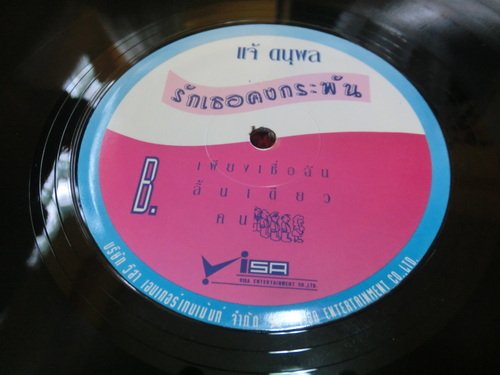 แจ้ ดนุพล
รักเธอคงกระพัน
B.
เพียงเชื่อฉัน
ลิ้นเดียว
คน
VISA
VISA ENTERTAINMENT CO.,LTD.
บริษัท วีซ่า เอนเตอร์เทนเม้นท์ จำกัด
ENTERTAINMENT CO.,LTD.